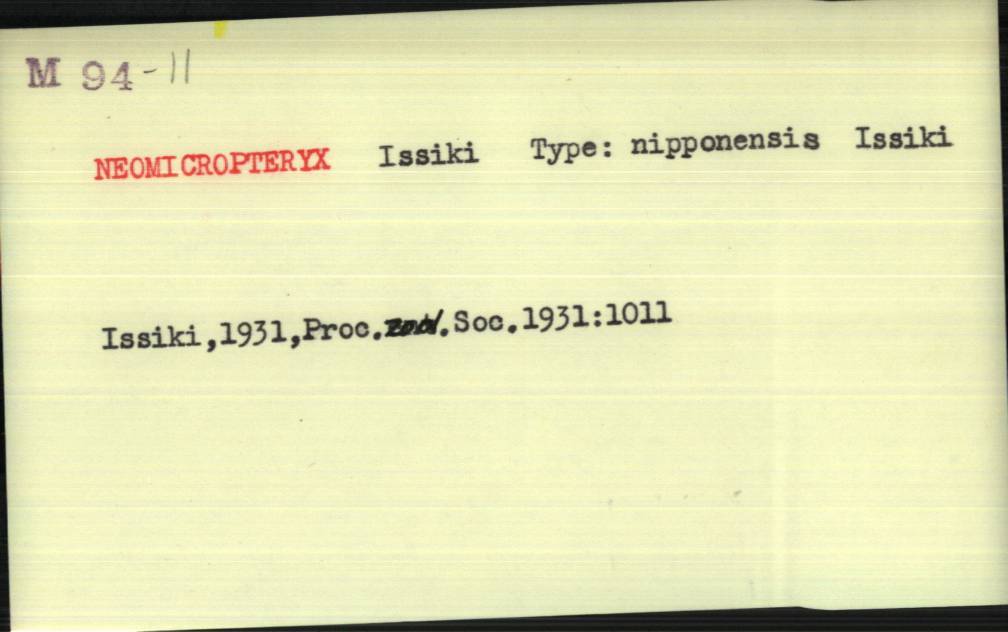 M 94-11
NEOMICROPTERYX Issiki Type: nipponensis Issiki
Issiki,1931,Proc.zool.Soc.1931:1011